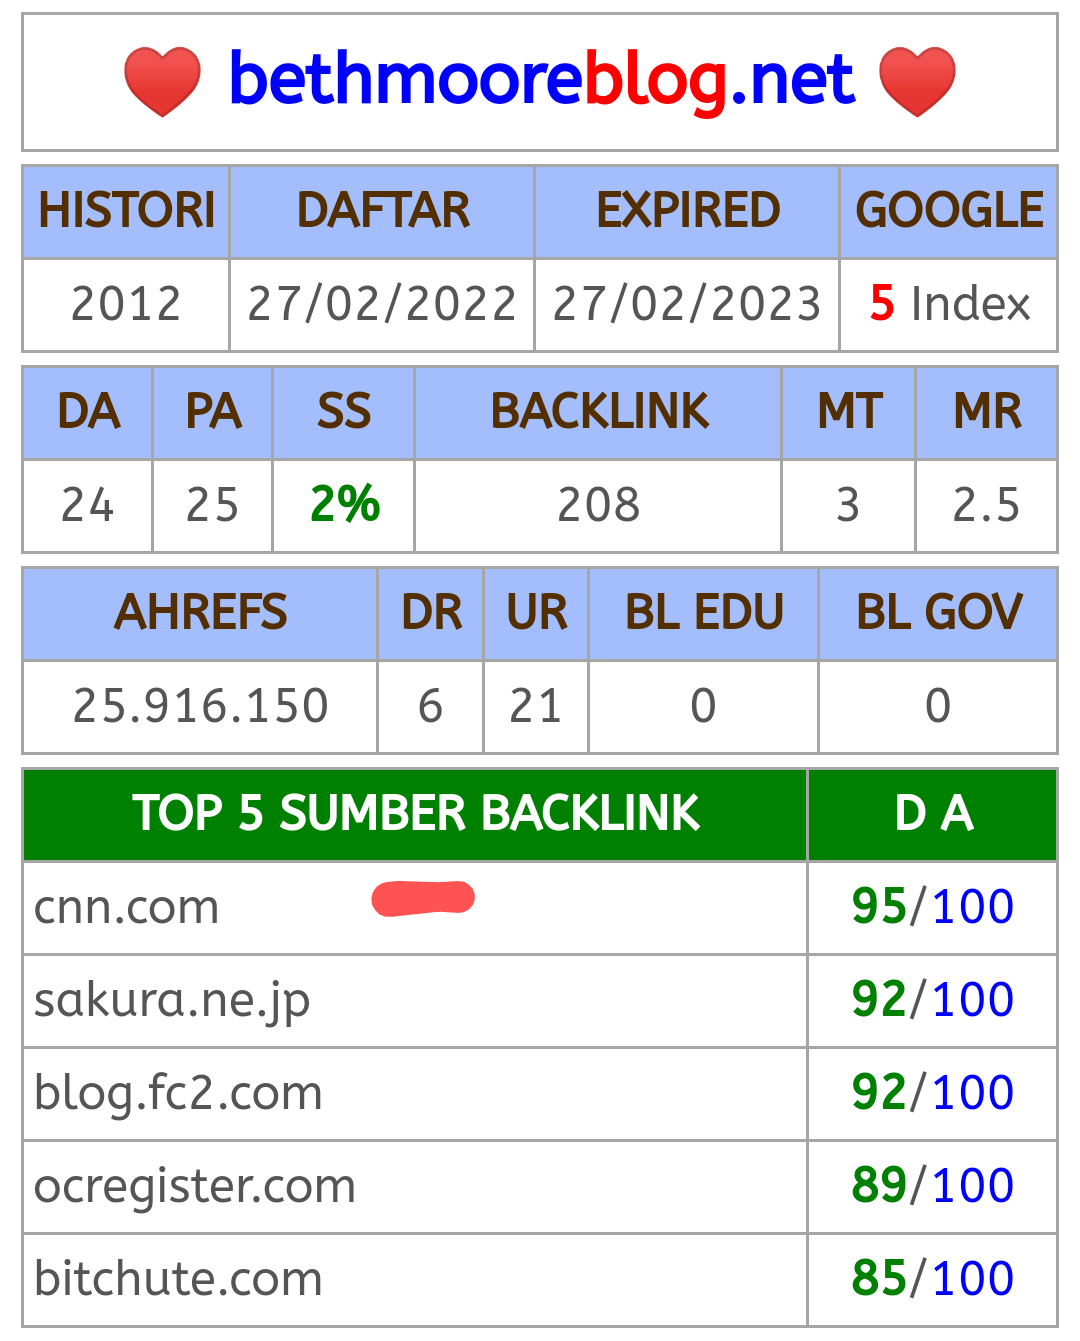 bethmooreblog.net
HISTORI DAFTAR EXPIRED GOOGLE
2012 27/02/2022 27/02/2023 5 Index
DA PA SS BACKLINK MT MR
24 25 2% 208 3 2.5
AHREFS DR UR BL EDU BL GOV
25.916.150 6 21 0 0
TOP 5 SUMBER BACKLINK D A
cnn.com 95/100
sakura.ne.jp 92/100
blog.fc2.com 92/100
ocregister.com 89/100
bitchute.com 85/100